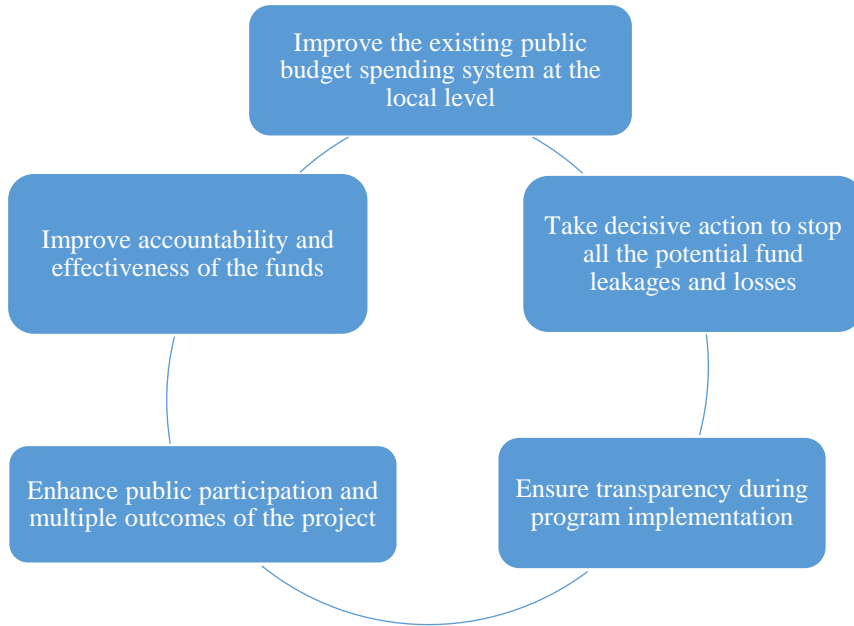 Improve the existing public
budget spending system at the
local level
Improve accountability and
effectiveness of the funds
Take decisive action to stop
all the potential fund
leakages and losses
Enhance public participation and
multiple outcomes of the project
Ensure transparency during
program implementation